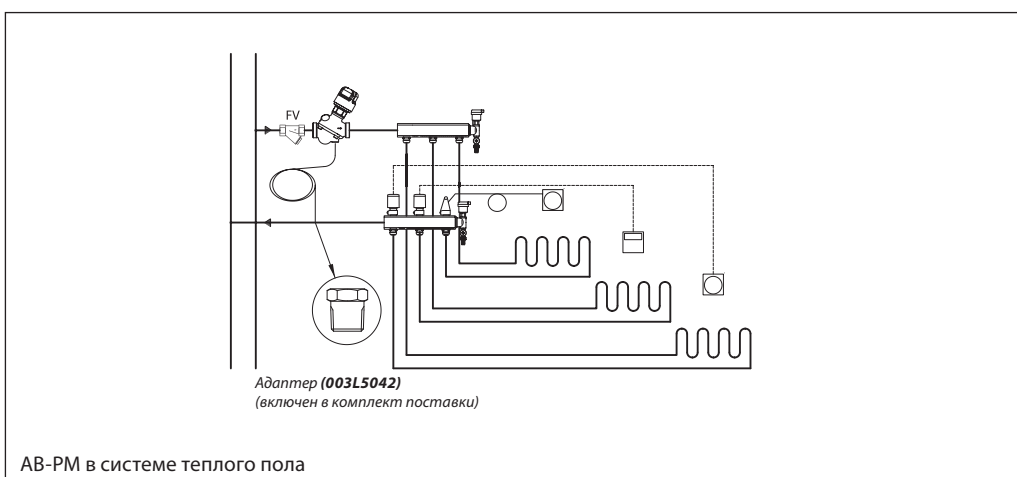 FV
Адаптер (003L5042)
(включен в комплект поставки)
AB-PM в системе теплого пола